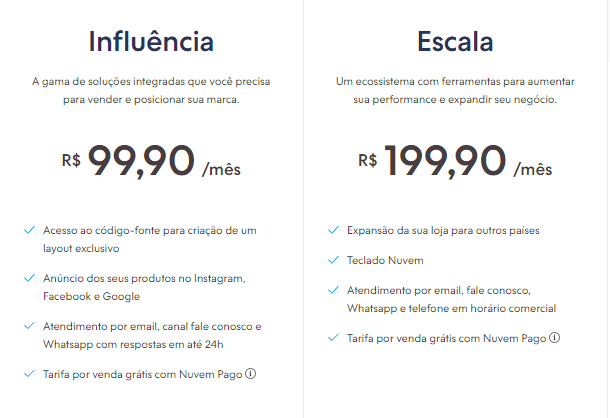 Influência
A gama de soluções integradas que você precisa
para vender e posicionar sua marca.
R$ 99,90 /mês
Acesso ao código-fonte para criação de um
layout exclusivo
Anúncio dos seus produtos no Instagram,
Facebook e Google
Atendimento por email, canal fale conosco e
Whatsapp com respostas em até 24h
Tarifa por venda grátis com Nuvem Pago
Escala
Um ecossistema com ferramentas para aumentar
sua performance e expandir seu negócio.
R$ 199,90 /mês
Expansão da sua loja para outros países
Teclado Nuvem
Atendimento por email, fale conosco,
Whatsapp e telefone em horário comercial
Tarifa por venda grátis com Nuvem Pago